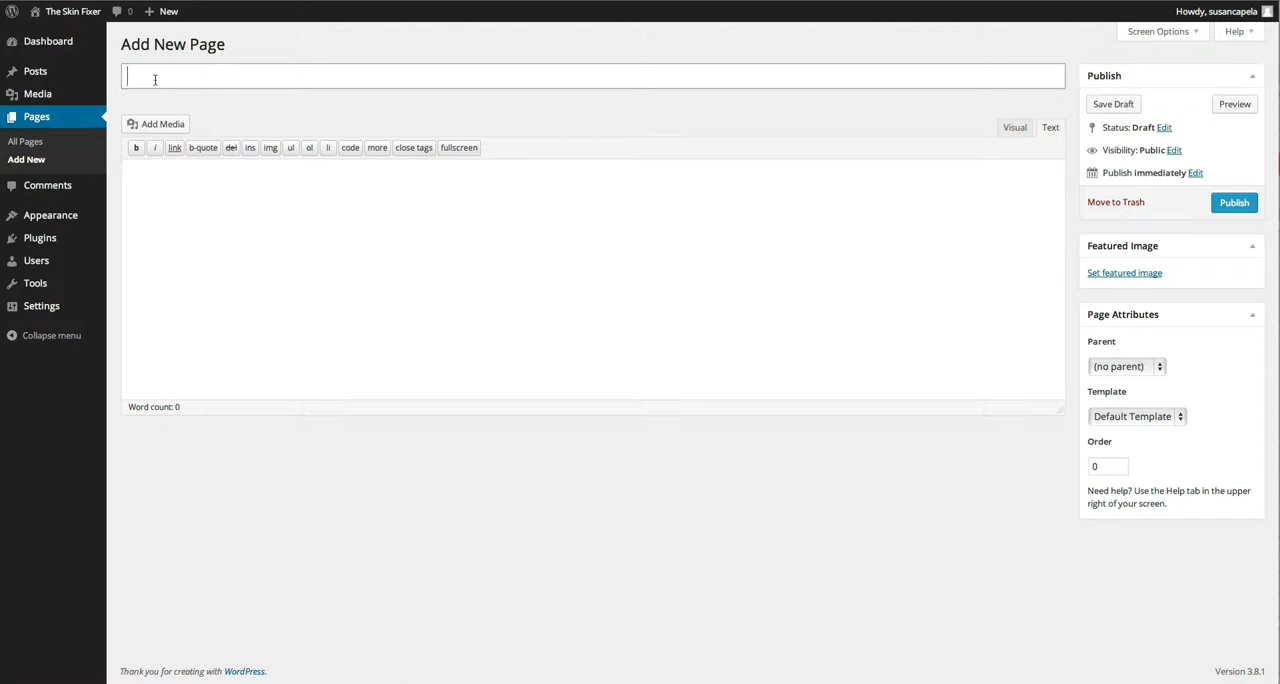 The Skin Fixer 0 New Howdy, susancapela
Dashboard
Posts
Media
Pages
All Pages
Add New
Comments
Appearance
Plugins
Users
Tools
Settings
Collapse menu
Screen Options Help
Add New Page
Add Media
Visual Text
b i link b-quote del ins img ul ol li code more close tags fullscreen
Word count: 0
Publish
Save Draft Preview
Status: Draft Edit
Visibility: Public Edit
Publish immediately Edit
Move to Trash Publish
Featured Image
Set featured image
Page Attributes
Parent
(no parent)
Template
Default Template
Order
0
Need help? Use the Help tab in the upper
right of your screen.
Thank you for creating with WordPress. Version 3.8.1